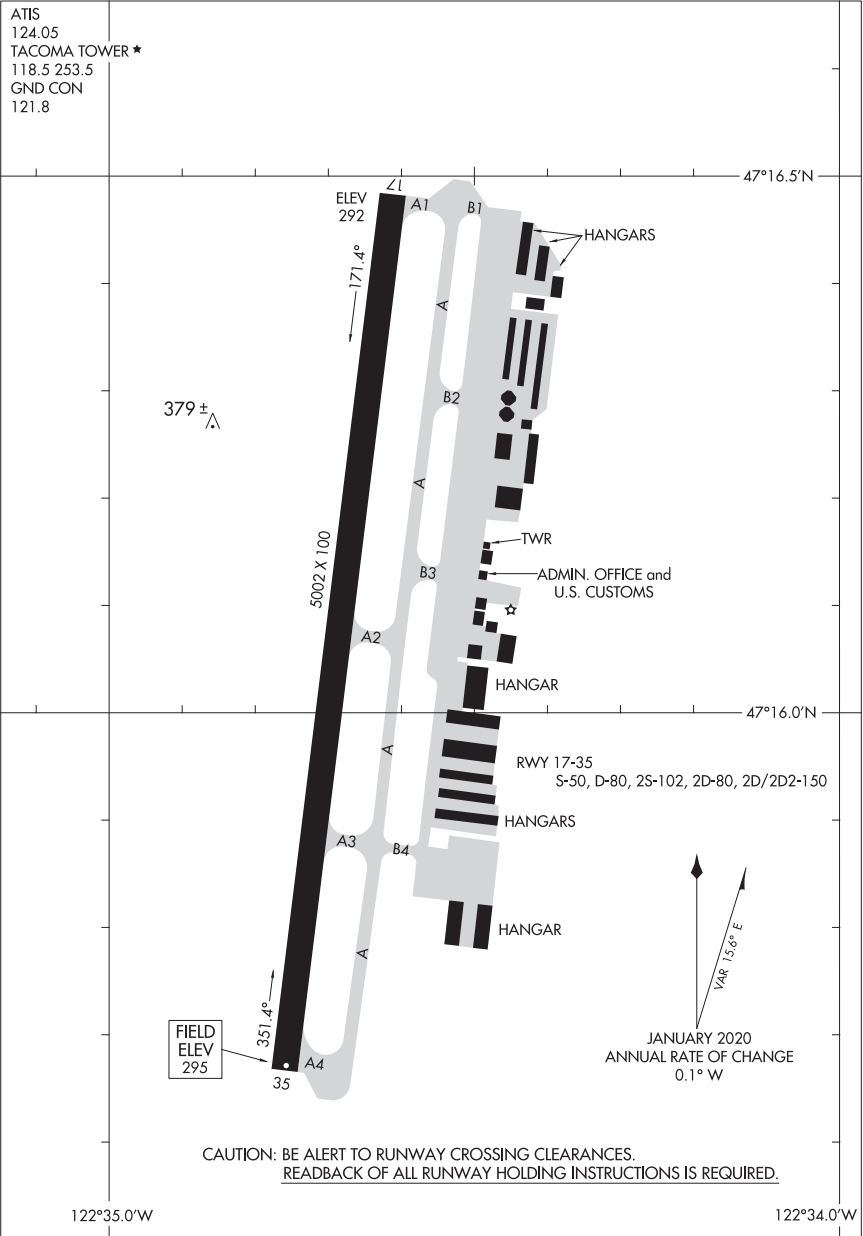 ATIS
124.05
TACOMA TOWER ★
118.5 253.5
GND CON
121.8
47°16.5'N
17
ELEV
292
A1
B1
HANGARS
171.4°
A
B2
379 ±
A
TWR
5002 X 100
B3
ADMIN. OFFICE and
U.S. CUSTOMS
A2
HANGAR
47°16.0'N
A
RWY 17-35
S-50, D-80, 2S-102, 2D-80, 2D/2D2-150
HANGARS
A3
B4
HANGAR
A
VAR 15.6° E
351.4°
FIELD
ELEV
295
A4
35
JANUARY 2020
ANNUAL RATE OF CHANGE
0.1° W
CAUTION: BE ALERT TO RUNWAY CROSSING CLEARANCES.
READBACK OF ALL RUNWAY HOLDING INSTRUCTIONS IS REQUIRED.
122°35.0'W
122°34.0'W